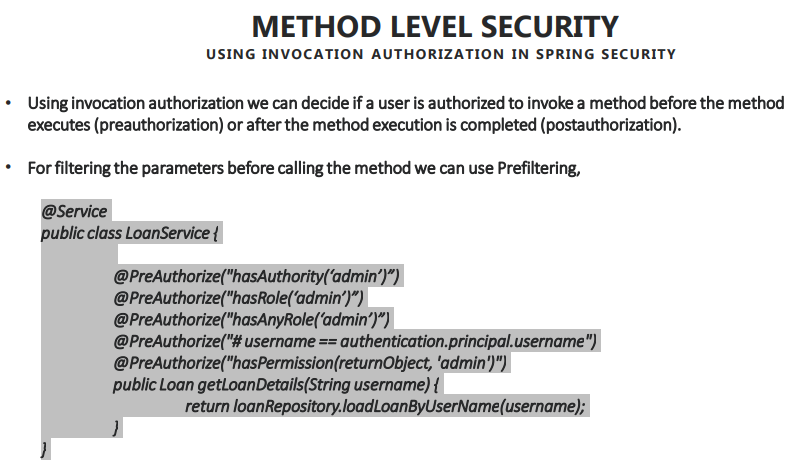 METHOD LEVEL SECURITY
USING INVOCATION AUTHORIZATION IN SPRING SECURITY
• Using invocation authorization we can decide if a user is authorized to invoke a method before the method
executes (preauthorization) or after the method execution is completed (postauthorization).
• For filtering the parameters before calling the method we can use Prefiltering,
@Service
public class LoanService {
@PreAuthorize("hasAuthority(‘admin’)”)
@PreAuthorize("hasRole(‘admin’)”)
@PreAuthorize("hasAnyRole(‘admin’)”)
@PreAuthorize("# username == authentication.principal.username")
@PreAuthorize("hasPermission(returnObject, 'admin')")
public Loan getLoanDetails(String username) {
return loanRepository.loadLoanByUserName(username);
}
}